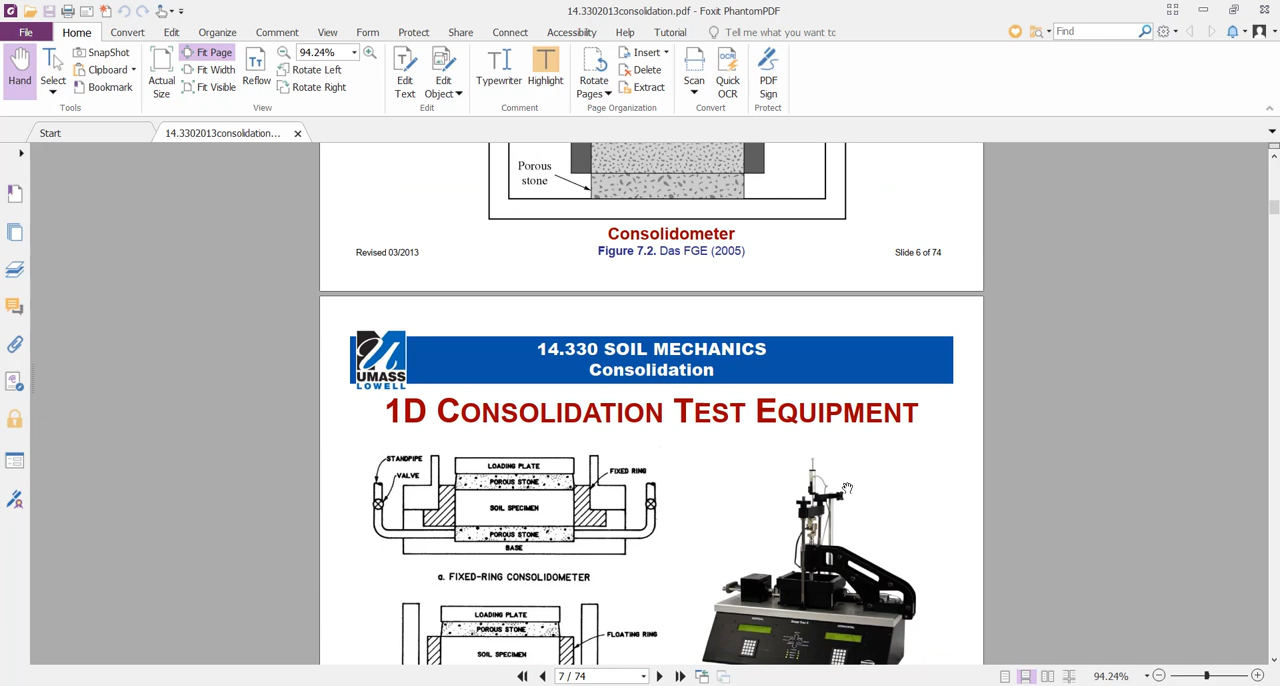 14.3302013consolidation.pdf - Foxit PhantomPDF
File Home Convert Edit Organize Comment View Form Protect Share Connect Accessibility Help Tutorial Tell me what you want to do Find
Hand
Select
SnapShot
Clipboard
Bookmark
Tools
Actual Size
Fit Page
Fit Width
Fit Visible
Reflow
94.24%
Rotate Left
Rotate Right
View
Edit Text
Edit Object
Edit
Typewriter
Highlight
Comment
Rotate Pages
Insert
Delete
Extract
Page Organization
Scan
Quick OCR
Convert
PDF Sign
Protect
Start
14.3302013consolidation...
Porous
stone
Consolidometer
Figure 7.2. Das FGE (2005)
Revised 03/2013
Slide 6 of 74
UMASS
LOWELL
14.330 SOIL MECHANICS
Consolidation
1D CONSOLIDATION TEST EQUIPMENT
STANDPIPE
VALVE
LOADING PLATE
POROUS STONE
FIXED RING
SOIL SPECIMEN
POROUS STONE
BASE
a. FIXED-RING CONSOLIDOMETER
LOADING PLATE
POROUS STONE
FLOATING RING
SOIL SPECIMEN
7 / 74
94.24%